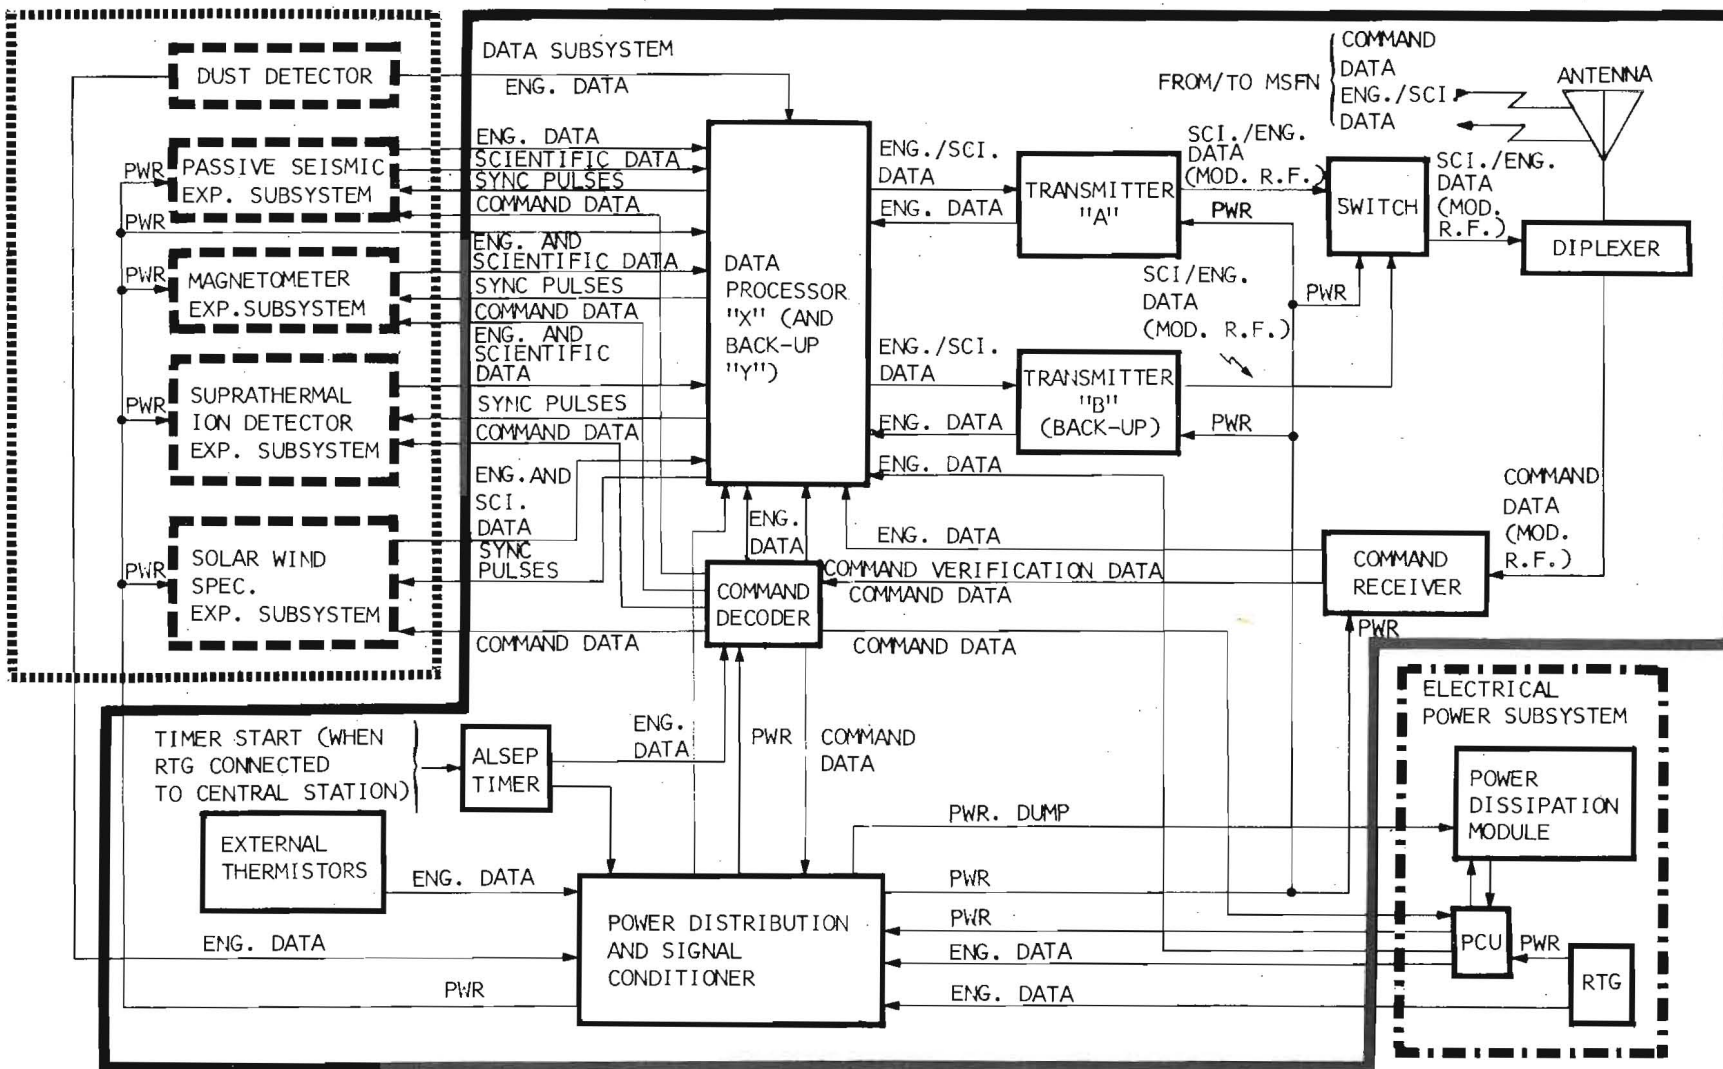 DATA SUBSYSTEM
DUST DETECTOR
ENG. DATA
PASSIVE SEISMIC
EXP. SUBSYSTEM
PWR
ENG. DATA
SCIENTIFIC DATA
SYNC PULSES
COMMAND DATA
PWR
MAGNETOMETER
EXP.SUBSYSTEM
PWR
ENG. AND
SCIENTIFIC DATA
SYNC PULSES
COMMAND DATA
SUPRATHERMAL
ION DETECTOR
EXP. SUBSYSTEM
PWR
ENG. AND
SCIENTIFIC
DATA
SYNC PULSES
COMMAND DATA
SOLAR WIND
SPEC.
EXP. SUBSYSTEM
PWR
ENG.AND
SCI.
DATA
SYNC
PULSES
COMMAND DATA
DATA
PROCESSOR
"X" (AND
BACK-UP
"Y")
ENG./SCI.
DATA
ENG. DATA
TRANSMITTER
"A"
SCI./ENG.
DATA
(MOD. R.F.)
PWR
FROM/TO MSFN
COMMAND
DATA
ENG./SCI.
DATA
ANTENNA
SWITCH
PWR
SCI./ENG.
DATA
(MOD.
R.F.)
DIPLEXER
ENG./SCI.
DATA
ENG. DATA
TRANSMITTER
"B"
(BACK-UP)
SCI/ENG.
DATA
(MOD. R.F.)
PWR
ENG. DATA
COMMAND
DATA
(MOD.
R.F.)
ENG.
DATA
ENG. DATA
COMMAND
DECODER
COMMAND VERIFICATION DATA
COMMAND DATA
COMMAND DATA
COMMAND
RECEIVER
PWR
TIMER START (WHEN
RTG CONNECTED
TO CENTRAL STATION)
ALSEP
TIMER
ENG.
DATA
PWR
COMMAND
DATA
EXTERNAL
THERMISTORS
ENG. DATA
ENG. DATA
PWR
POWER DISTRIBUTION
AND SIGNAL
CONDITIONER
PWR. DUMP
PWR
PWR
ENG. DATA
ENG. DATA
ELECTRICAL
POWER SUBSYSTEM
POWER
DISSIPATION
MODULE
PCU
PWR
RTG